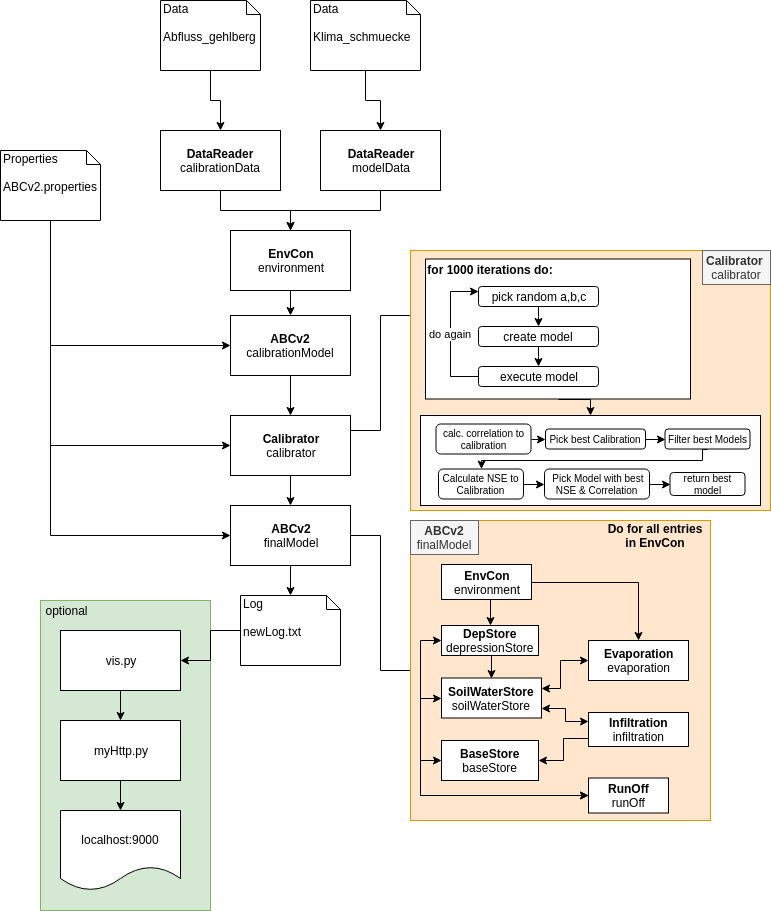 Data
Abfluss_gehlberg
Data
Klima_schmuecke
DataReader
calibrationData
DataReader
modelData
Properties
ABCv2.properties
EnvCon
environment
ABCv2
calibrationModel
Calibrator
calibrator
ABCv2
finalModel
Log
newLog.txt
optional
vis.py
myHttp.py
localhost:9000
Calibrator
calibrator
for 1000 iterations do:
pick random a,b,c
do again
create model
execute model
calc. correlation to
calibration
Pick best Calibration
Filter best Models
Calculate NSE to
Calibration
Pick Model with best
NSE & Correlation
return best
model
ABCv2
finalModel
Do for all entries
in EnvCon
EnvCon
environment
DepStore
depressionStore
Evaporation
evaporation
SoilWaterStore
soilWaterStore
Infiltration
infiltration
BaseStore
baseStore
RunOff
runOff